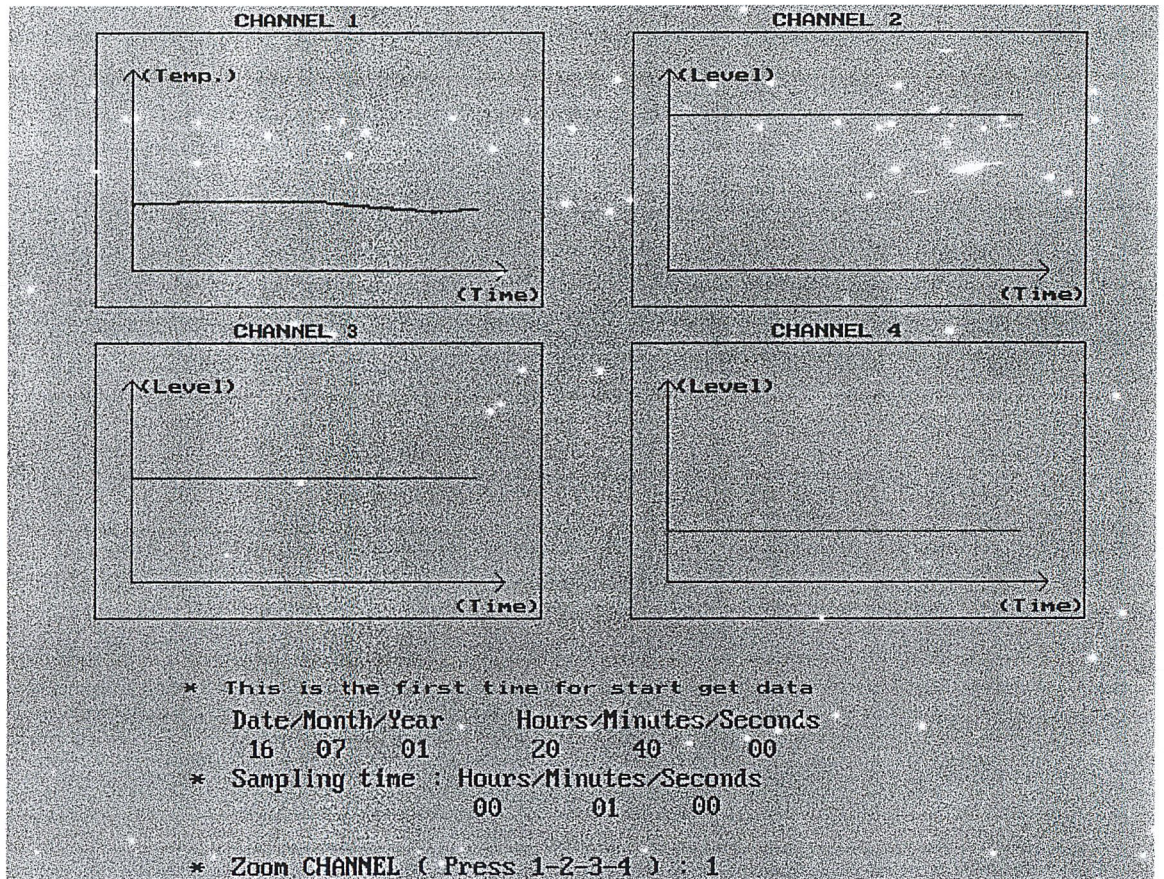 CHANNEL 1
CHANNEL 2
(Temp.)
(Level)
(Time)
(Time)
CHANNEL 3
CHANNEL 4
(Level)
(Level)
(Time)
(Time)
* This is the first time for start get data
Date/Month/Year Hours/Minutes/Seconds
16 07 01 20 40 00
* Sampling time : Hours/Minutes/Seconds
00 01 00
* Zoom CHANNEL ( Press 1-2-3-4 ) : 1